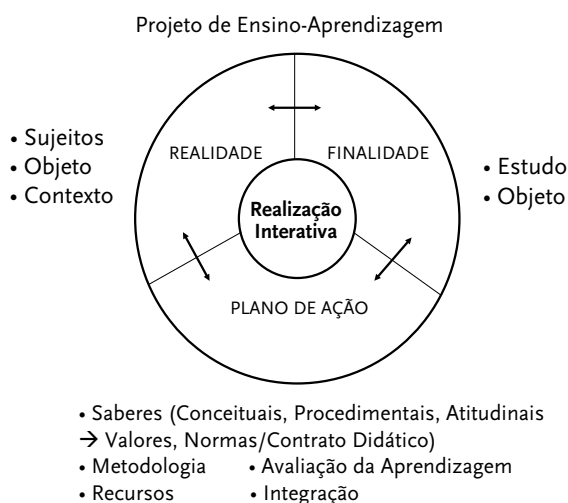 Projeto de Ensino-Aprendizagem
• Sujeitos
• Objeto
• Contexto
REALIDADE
FINALIDADE
• Estudo
• Objeto
Realização
Interativa
PLANO DE AÇÃO
• Saberes (Conceituais, Procedimentais, Atitudinais
→ Valores, Normas/Contrato Didático)
• Metodologia • Avaliação da Aprendizagem
• Recursos • Integração